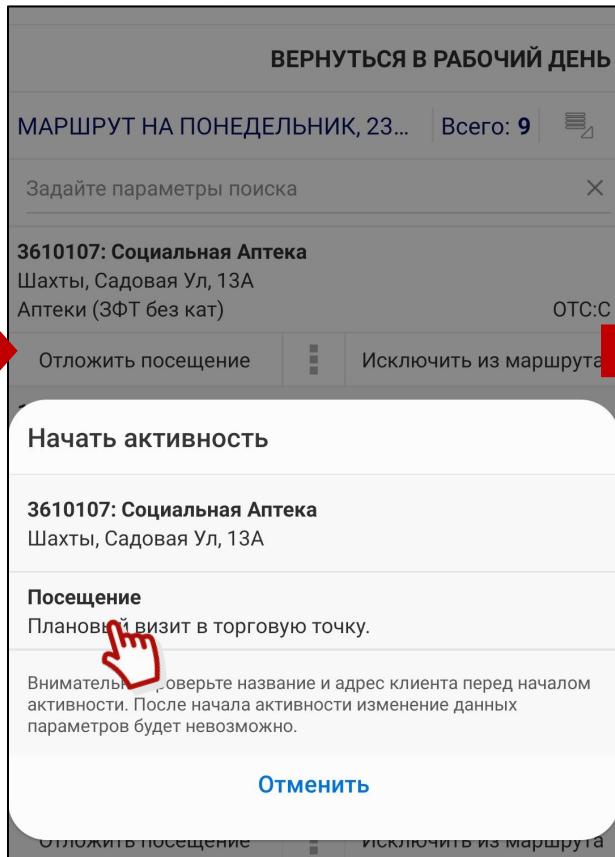 ВЕРНУТЬСЯ В РАБОЧИЙ ДЕНЬ
МАРШРУТ НА ПОНЕДЕЛЬНИК, 23... Всего: 9
Задайте параметры поиска
3610107: Социальная Аптека
Шахты, Садовая Ул, 13А
Аптеки (ЗФТ без кат) ОТС:С
Отложить посещение Исключить из маршрута
Начать активность
3610107: Социальная Аптека
Шахты, Садовая Ул, 13А
Посещение
Плановый визит в торговую точку.
название и адрес клиента перед началом
активности. После начала активности изменение данных
параметров будет невозможно.
Отменить
Отложить посещение Исключить из маршрута